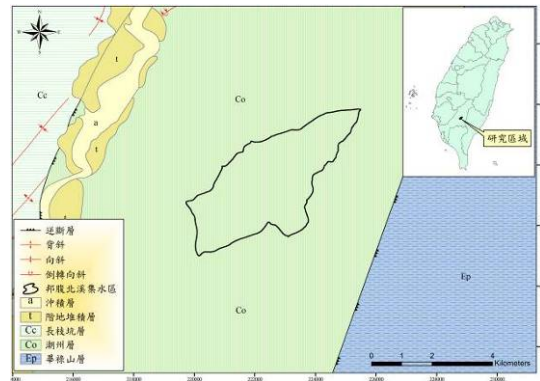 t
Cc
Co
a
t
研究區域
t
Ep
Co
逆斷層
背斜
向斜
倒轉向斜
邦腹北溪集水區
a 沖積層
t 階地堆積層
Cc 長枝坑層
Co 潮州層
Ep 畢祿山層
0 1 2 4
Kilometers